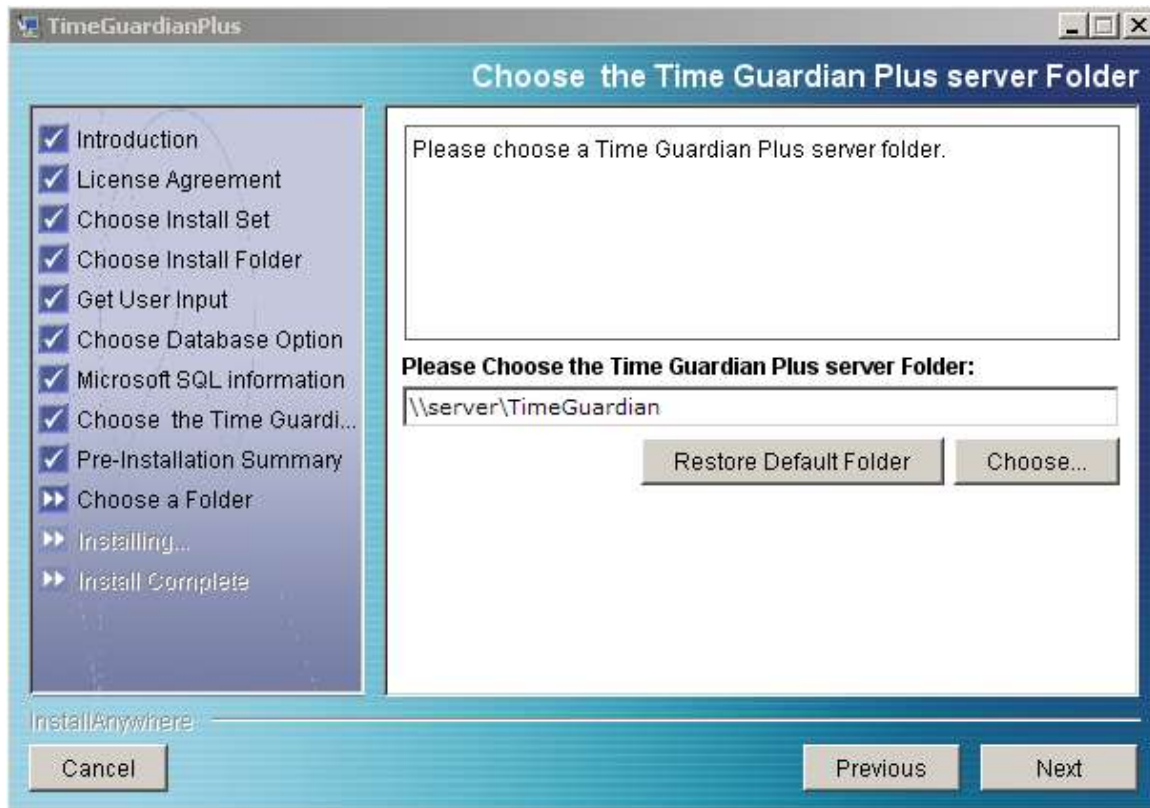 TimeGuardianPlus
Choose  the Time Guardian Plus server Folder
Introduction
License Agreement
Choose Install Set
Choose Install Folder
Get User Input
Choose Database Option
Microsoft SQL information
Choose  the Time Guardi...
Pre-Installation Summary
Choose a Folder
Installing...
Install Complete
Please choose a Time Guardian Plus server folder.
Please Choose the Time Guardian Plus server Folder:
\\server\TimeGuardian
Restore Default Folder
Choose...
InstallAnywhere
Cancel
Previous
Next